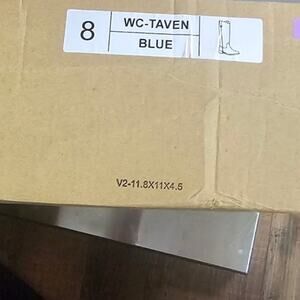 8
WC-TAVEN
BLUE
V2-11.8X11X4.5